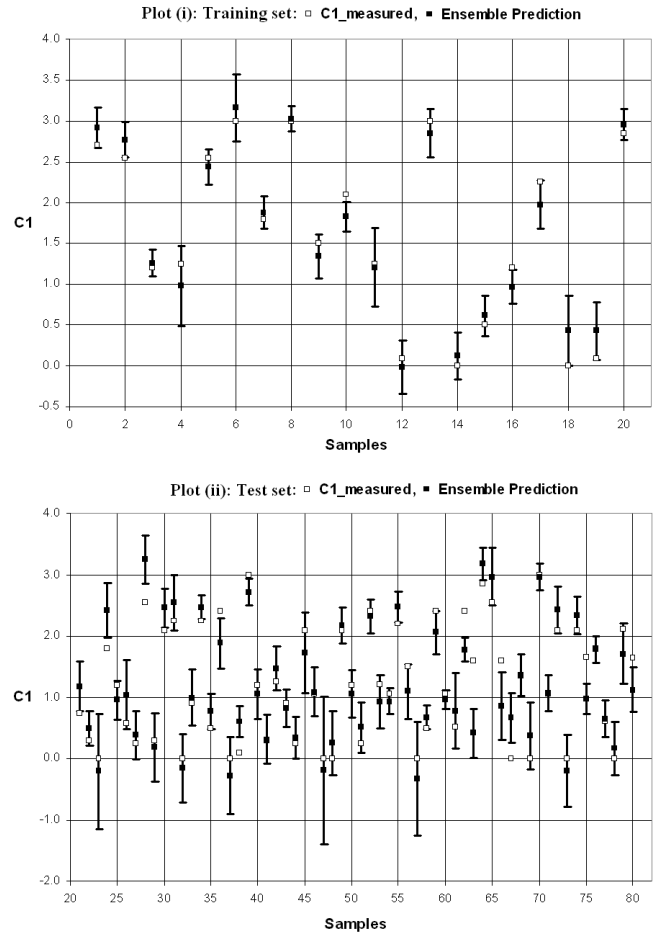 Plot (i): Training set: □ C1_measured, ■ Ensemble Prediction
4.0
3.5
3.0
2.5
2.0
1.5
1.0
0.5
0.0
-0.5
C1
0 2 4 6 8 10 12 14 16 18 20
Samples
Plot (ii): Test set: □ C1_measured, ■ Ensemble Prediction
4.0
3.0
2.0
1.0
0.0
-1.0
-2.0
C1
20 25 30 35 40 45 50 55 60 65 70 75 80
Samples